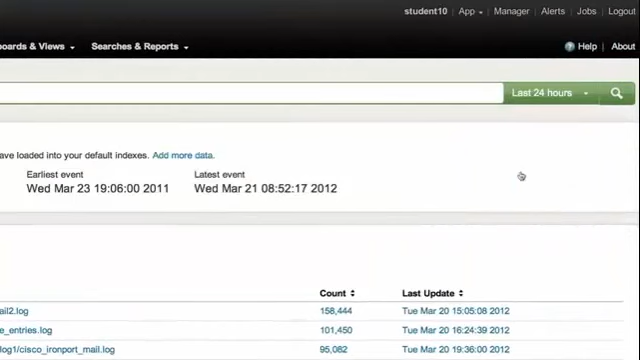 student10 | App | Manager | Alerts | Jobs | Logout
boards & Views Searches & Reports Help | About
Last 24 hours
ave loaded into your default indexes. Add more data.
Earliest event Latest event
Wed Mar 23 19:06:00 2011 Wed Mar 21 08:52:17 2012
Count Last Update
ail2.log 158,444 Tue Mar 20 15:05:08 2012
e_entries.log 101,450 Tue Mar 20 16:24:39 2012
log1/cisco_ironport_mail.log 95,082 Tue Mar 20 19:36:00 2012